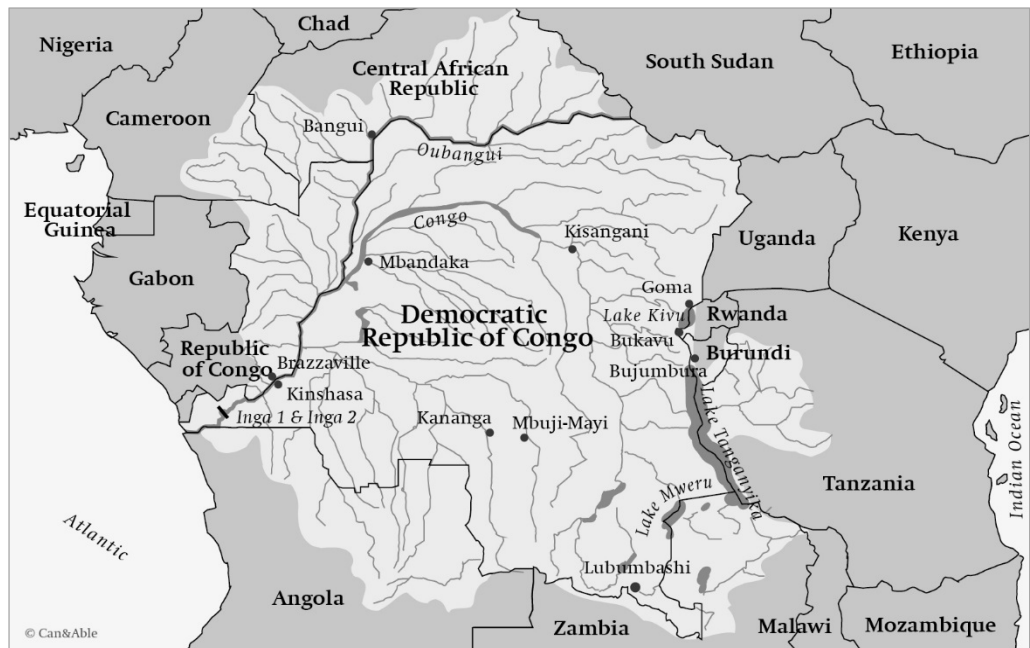 Chad
Nigeria
Ethiopia
South Sudan
Central African
Republic
Cameroon
Bangui
Oubangui
Equatorial
Guinea
Congo
Kisangani
Uganda
Kenya
Mbandaka
Gabon
Goma
Democratic
Republic of Congo
Lake Kivu
Rwanda
Bukavu
Republic
of Congo
Brazzaville
Burundi
Bujumbura
Kinshasa
Inga 1 & Inga 2
Kananga
Mbuji-Mayi
Lake Tanganyika
Lake Mweru
Tanzania
Indian Ocean
Atlantic
Lubumbashi
Angola
Zambia
Malawi
Mozambique
© Can&Able